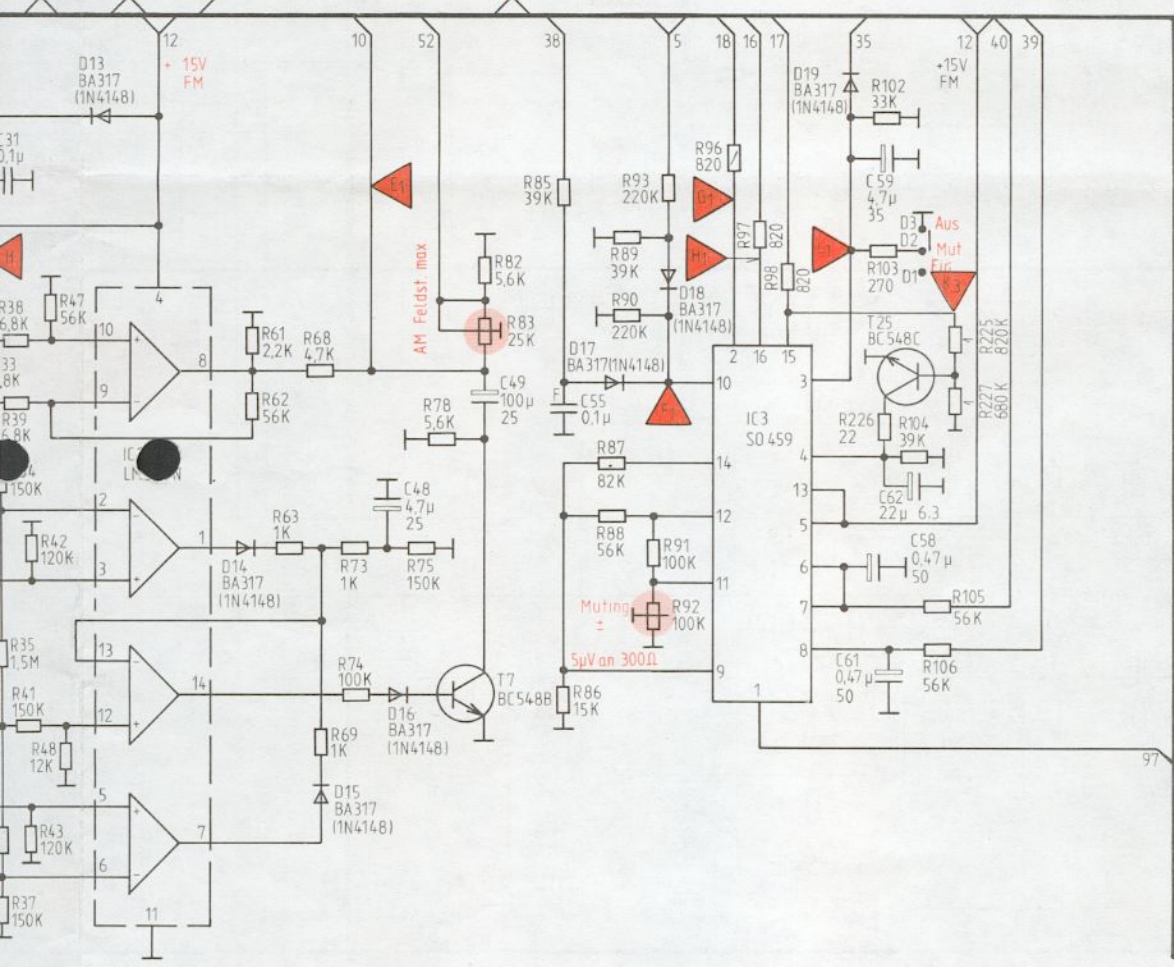 12
10
52
38
5
18
16
17
35
12
40
39
+ 15V
FM
D13
BA317
(1N4148)
C31
0,1µ
D19
BA317
(1N4148)
R102
33K
+15V
FM
R96
820
E1
R85
39K
R93
220K
G1
C59
4,7µ
35
D3
Aus
D2
Mut
Ein
D1
H
R89
39K
H1
R97
820
R98
820
R103
270
K3
AM Feldst. max
R82
5,6K
D18
BA317
(1N4148)
4
R38
6,8K
R47
56K
R90
220K
R83
25K
T25
BC548C
R225
820K
10
+
R61
2,2K
R68
4,7K
8
D17
BA317(1N4148)
2
16
15
33
,8K
9
-
R39
6,8K
R62
56K
C49
100µ
25
F
C55
0,1µ
F1
10
3
IC3
SO 459
R227
680K
R78
5,6K
R226
22
R104
39K
R87
82K
14
4
C62
22µ 6.3
150K
2
-
C48
4,7µ
25
13
R42
120K
1
R63
1K
R88
56K
12
5
3
+
D14
BA317
(1N4148)
R73
1K
R75
150K
R91
100K
11
6
C58
0,47µ
50
Muting
±
R92
100K
7
R105
56K
R35
1,5M
13
-
5µV an 300Ω
9
8
R106
56K
C61
0,47µ
50
R41
150K
14
R74
100K
D16
BA317
(1N4148)
T7
BC548B
R86
15K
1
12
+
R48
12K
R69
1K
97
5
+
D15
BA317
(1N4148)
R43
120K
7
6
-
R37
150K
11